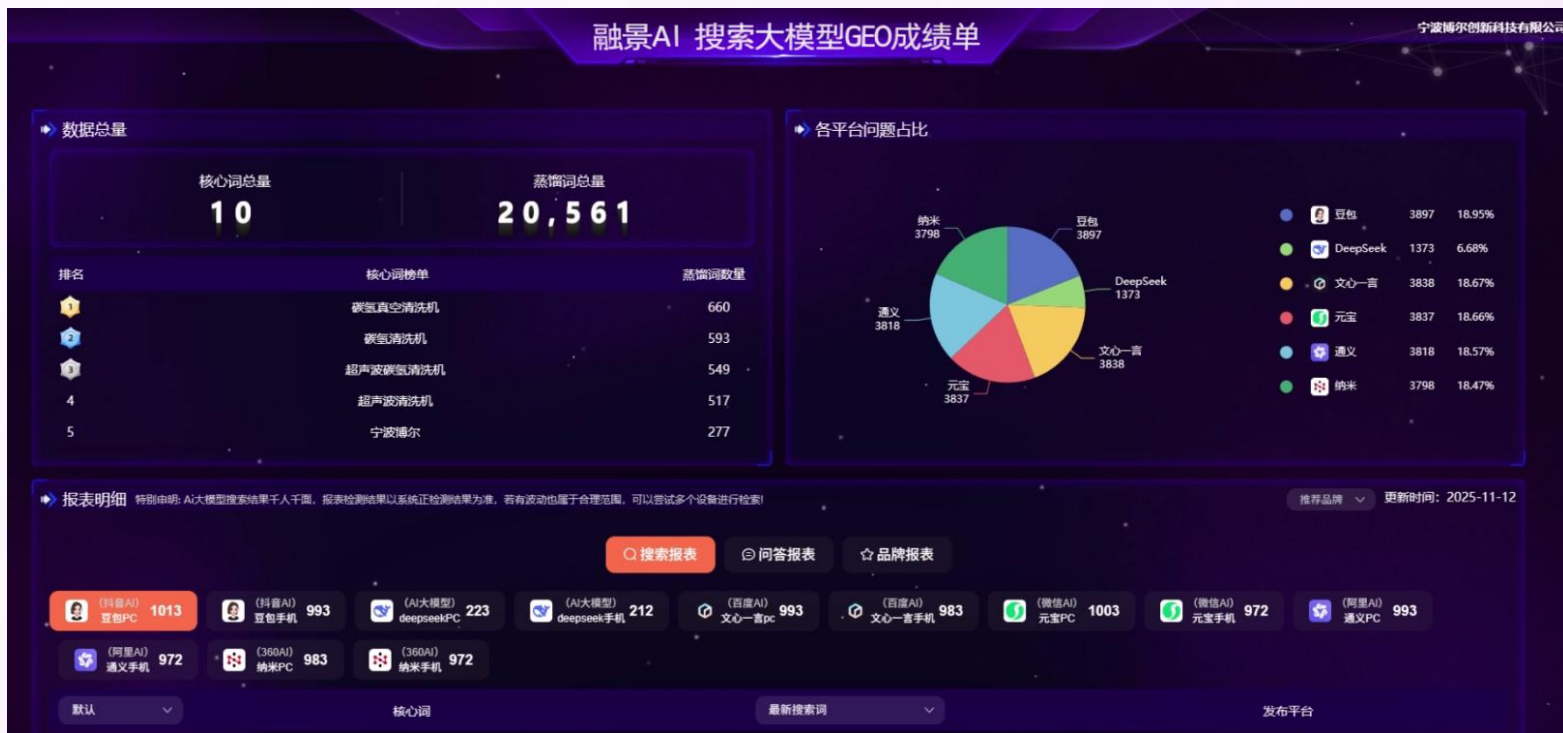 融景AI 搜索大模型GEO成绩单
宁波博尔创新科技有限公司
数据总量
核心词总量
10
蒸馏词总量
20,561
排名 核心词榜单 蒸馏词数量
1 碳氢真空清洗机 660
2 碳氢清洗机 593
3 超声波碳氢清洗机 549
4 超声波清洗机 517
5 宁波博尔 277
各平台问题占比
纳米
3798
豆包
3897
DeepSeek
1373
通义
3818
文心一言
3838
元宝
3837
豆包 3897 18.95%
DeepSeek 1373 6.68%
文心一言 3838 18.67%
元宝 3837 18.66%
通义 3818 18.57%
纳米 3798 18.47%
报表明细 特别申明: Ai大模型搜索结果千人千面，报表检测结果以系统正检测结果为准，若有波动也属于合理范围，可以尝试多个设备进行检索!
推荐品牌 更新时间：2025-11-12
搜索报表 问答报表 品牌报表
（抖音AI）
豆包PC 1013
（抖音AI）
豆包手机 993
（AI大模型）
deepseekPC 223
（AI大模型）
deepseek手机 212
（百度AI）
文心一言pc 993
（百度AI）
文心一言手机 983
（微信AI）
元宝PC 1003
（微信AI）
元宝手机 972
（阿里AI）
通义PC 993
（阿里AI）
通义手机 972
（360AI）
纳米PC 983
（360AI）
纳米手机 972
默认 核心词 最新搜索词 发布平台